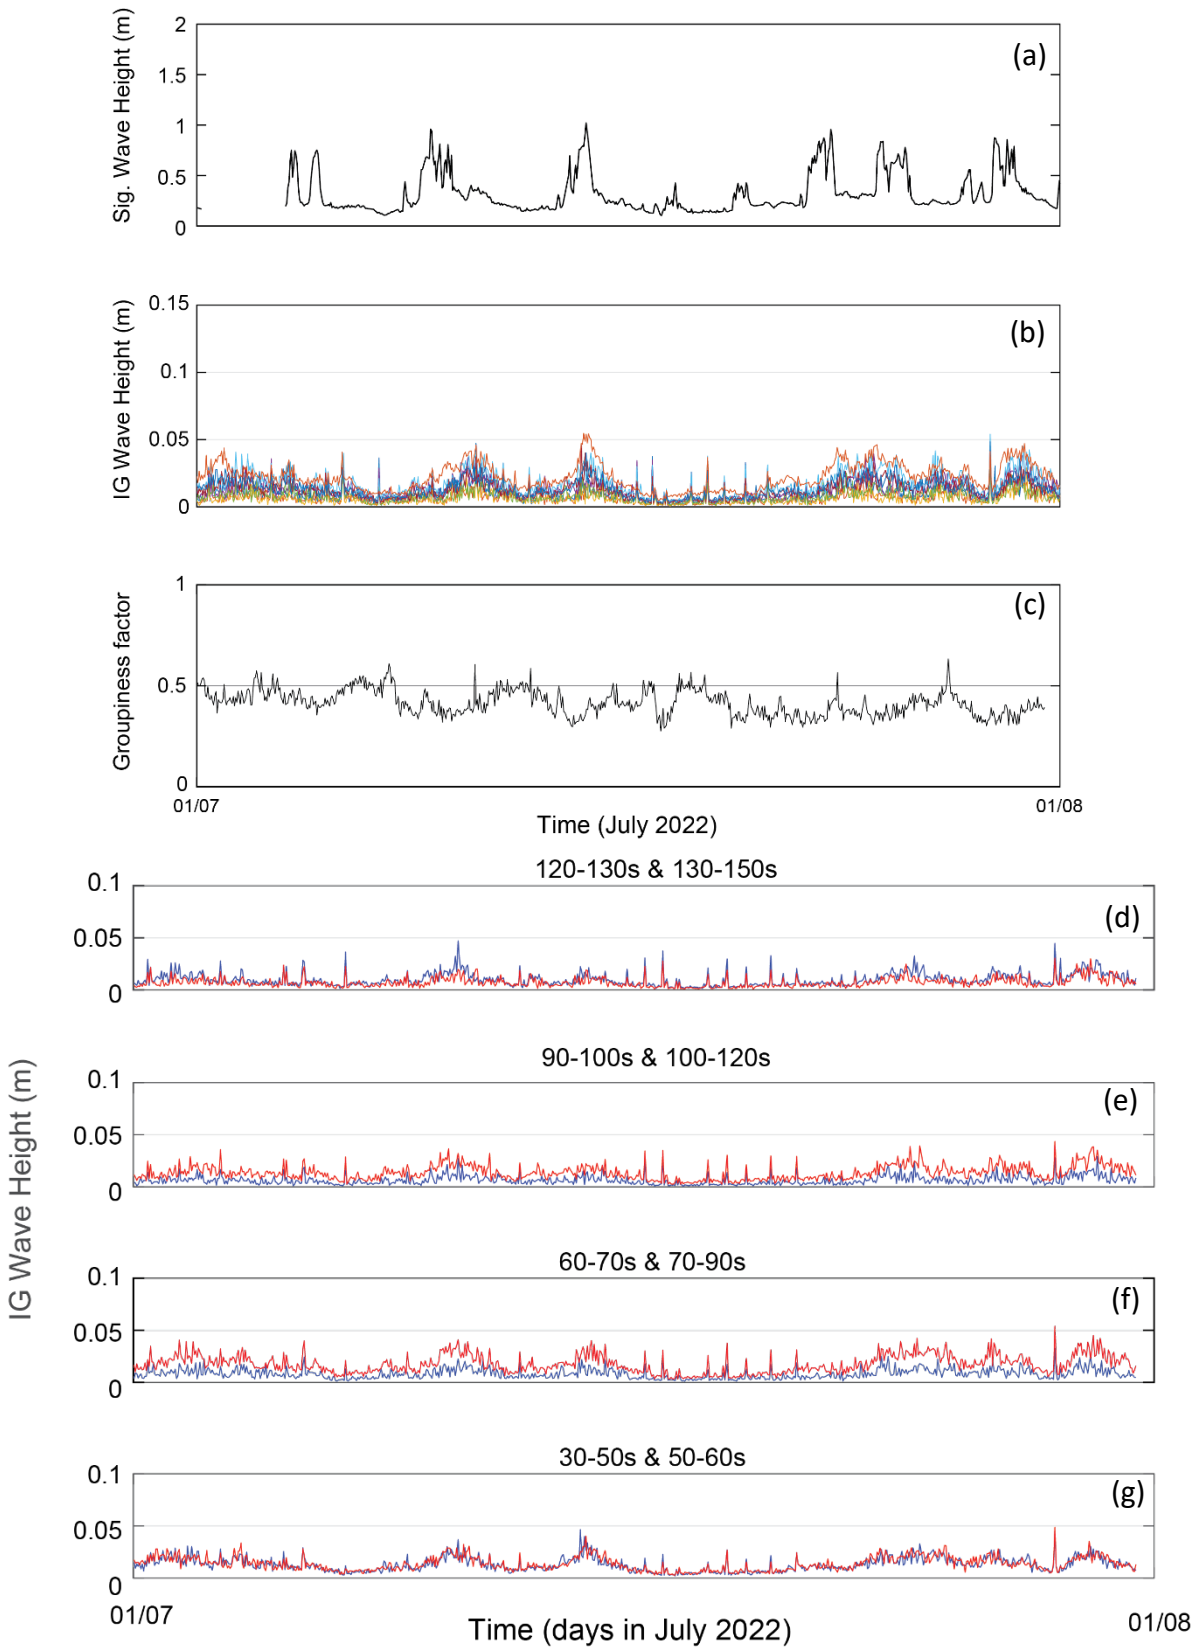 Sig. Wave Height (m)
2
1.5
1
0.5
0
(a)
IG Wave Height (m)
0.15
0.1
0.05
0
(b)
Groupiness factor
1
0.5
0
(c)
01/07
01/08
Time (July 2022)
120-130s & 130-150s
0.1
0.05
0
(d)
IG Wave Height (m)
90-100s & 100-120s
0.1
0.05
0
(e)
60-70s & 70-90s
0.1
0.05
0
(f)
30-50s & 50-60s
0.1
0.05
0
(g)
01/07
01/08
Time (days in July 2022)